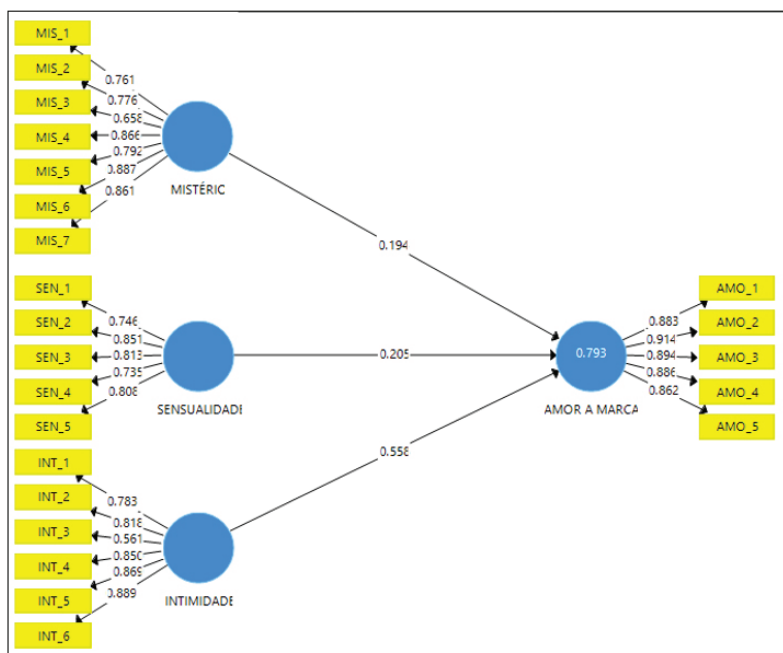 MIS_1
MIS_2
MIS_3
MIS_4
MIS_5
MIS_6
MIS_7
0.761
0.776
0.658
0.866
0.792
0.887
0.861
MISTÉRIC
0.194
SEN_1
SEN_2
SEN_3
SEN_4
SEN_5
0.746
0.851
0.813
0.735
0.808
SENSUALIDADE
0.205
INT_1
INT_2
INT_3
INT_4
INT_5
INT_6
0.783
0.818
0.561
0.850
0.869
0.889
INTIMIDADE
0.558
0.793
AMOR A MARCA
0.883
0.914
0.894
0.886
0.862
AMO_1
AMO_2
AMO_3
AMO_4
AMO_5